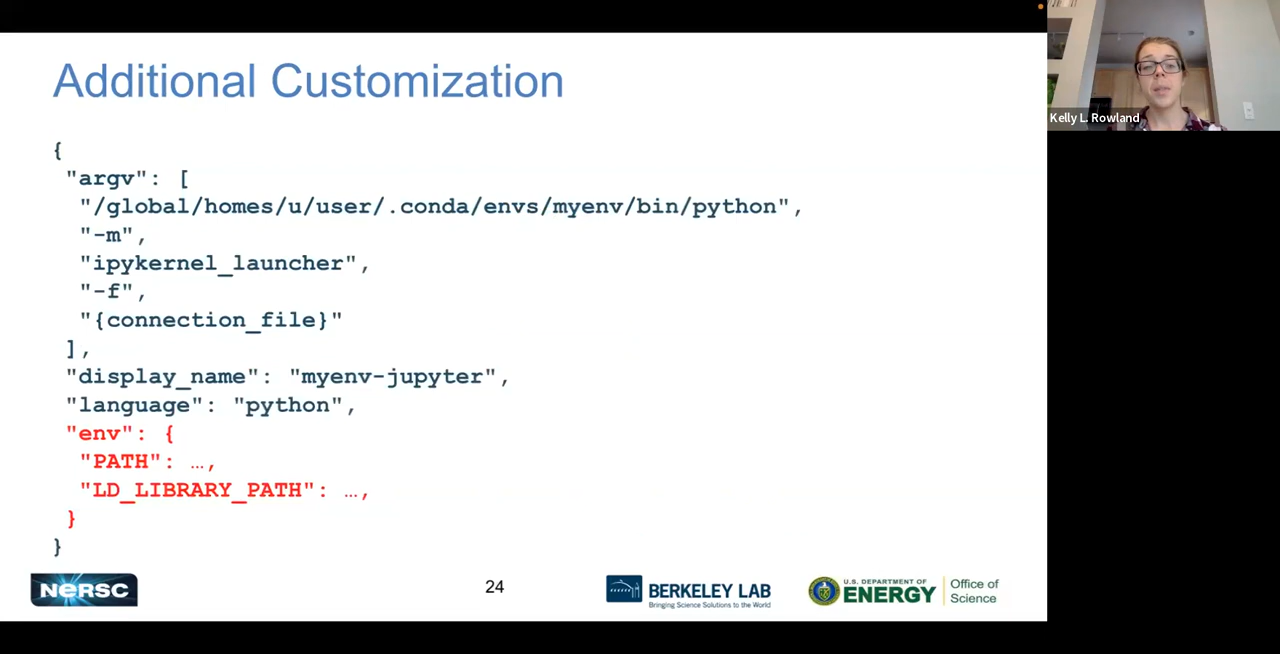 Additional Customization
Kelly L. Rowland
{
"argv": [
"/global/homes/u/user/.conda/envs/myenv/bin/python",
"-m",
"ipykernel_launcher",
"-f",
"{connection_file}"
],
"display_name": "myenv-jupyter",
"language": "python",
"env": {
"PATH": …,
"LD_LIBRARY_PATH": …,
}
}
NERSC
24
BERKELEY LAB
Bringing Science Solutions to the World
U.S. DEPARTMENT OF
ENERGY
Office of
Science